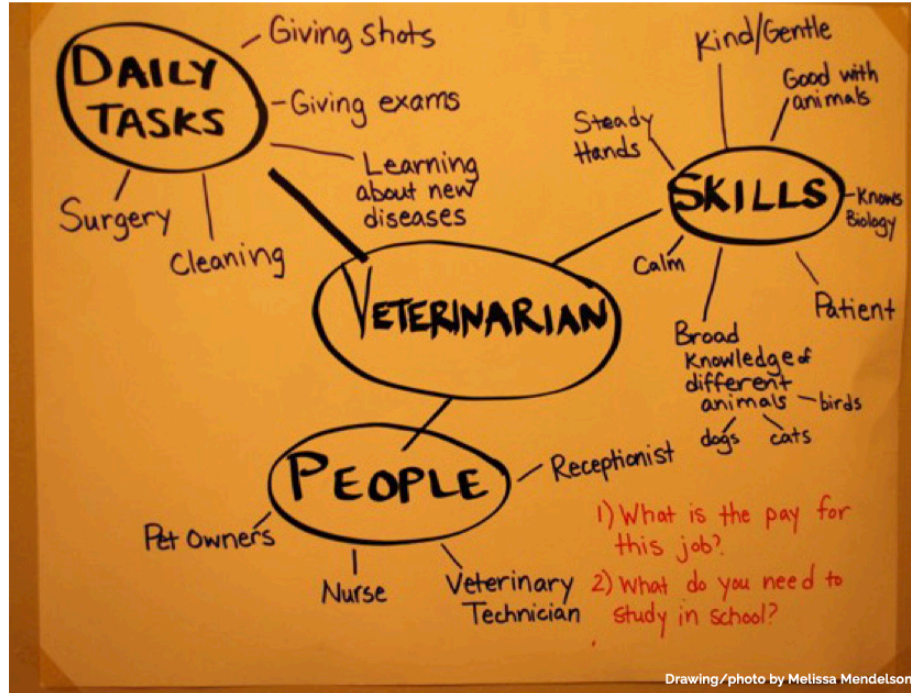 DAILY
TASKS
Giving shots
Giving exams
Learning
about new
diseases
Surgery
Cleaning
VETERINARIAN
SKILLS
Kind/Gentle
Good with
animals
Steady
Hands
Knows
Biology
Calm
Patient
Broad
Knowledge of
different
animals
birds
dogs
cats
PEOPLE
Receptionist
Pet Owners
Nurse
Veterinary
Technician
1) What is the pay for
this job?
2) What do you need to
study in school?
Drawing/photo by Melissa Mendelson